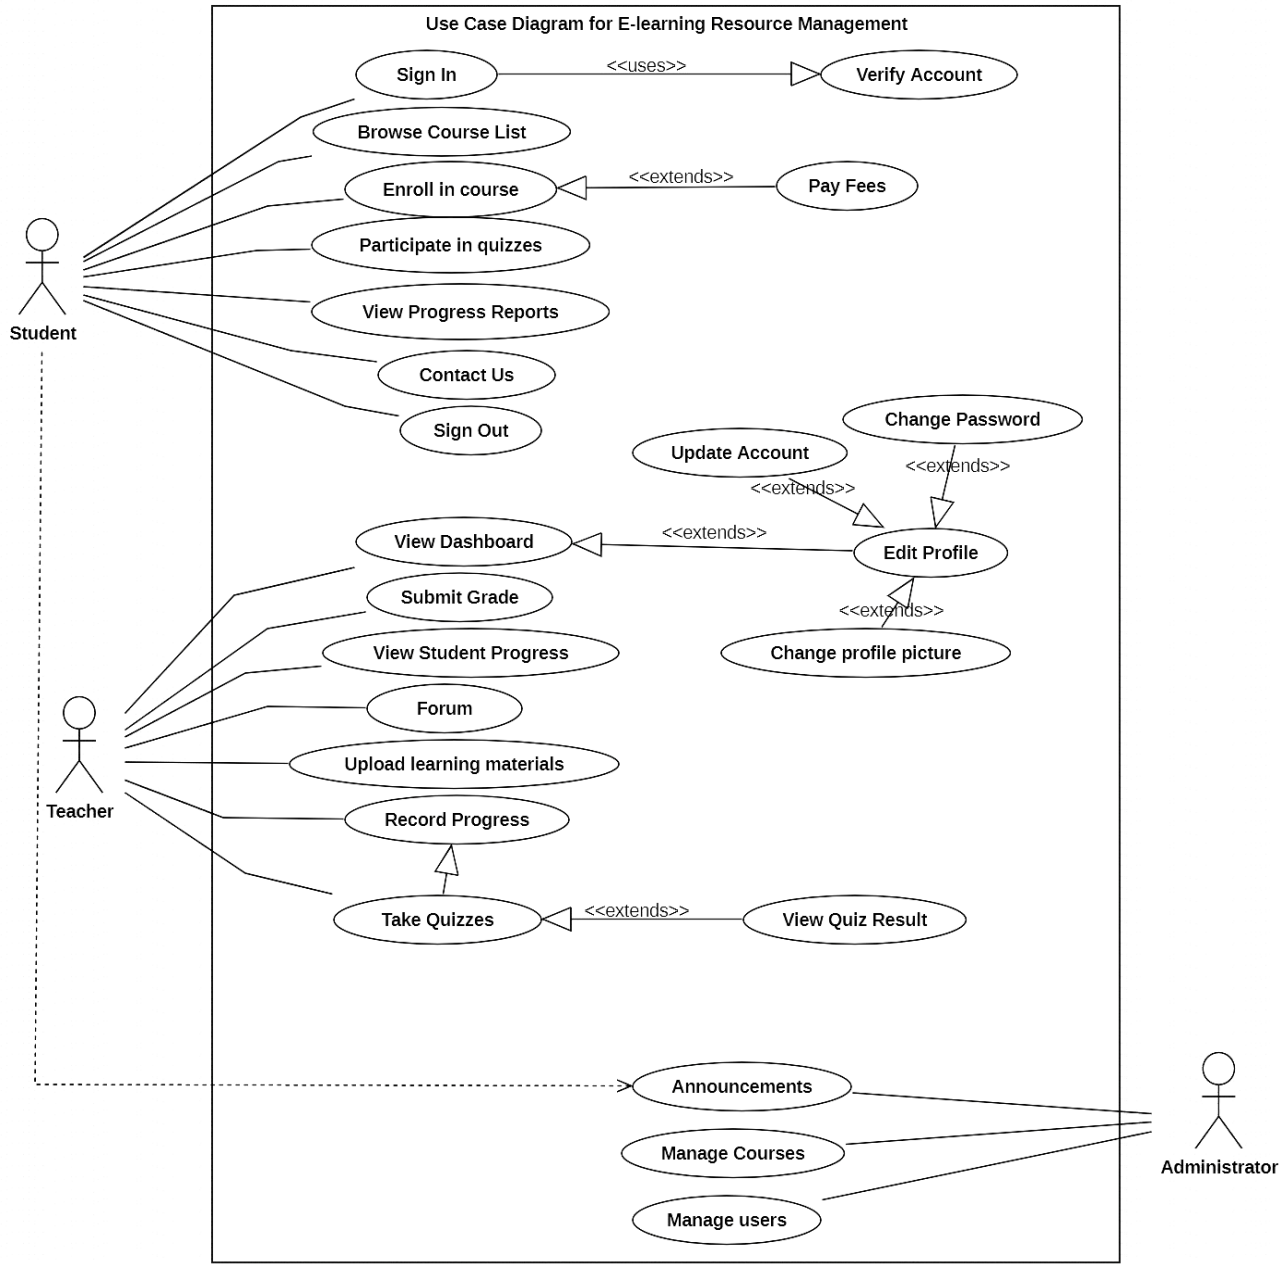 Use Case Diagram for E-learning Resource Management
Sign In
<<uses>>
Verify Account
Browse Course List
Enroll in course
<<extends>>
Pay Fees
Participate in quizzes
View Progress Reports
Student
Contact Us
Sign Out
Change Password
Update Account
<<extends>>
<<extends>>
View Dashboard
<<extends>>
Edit Profile
Submit Grade
<<extends>>
View Student Progress
Change profile picture
Forum
Upload learning materials
Teacher
Record Progress
Take Quizzes
<<extends>>
View Quiz Result
Announcements
Manage Courses
Administrator
Manage users